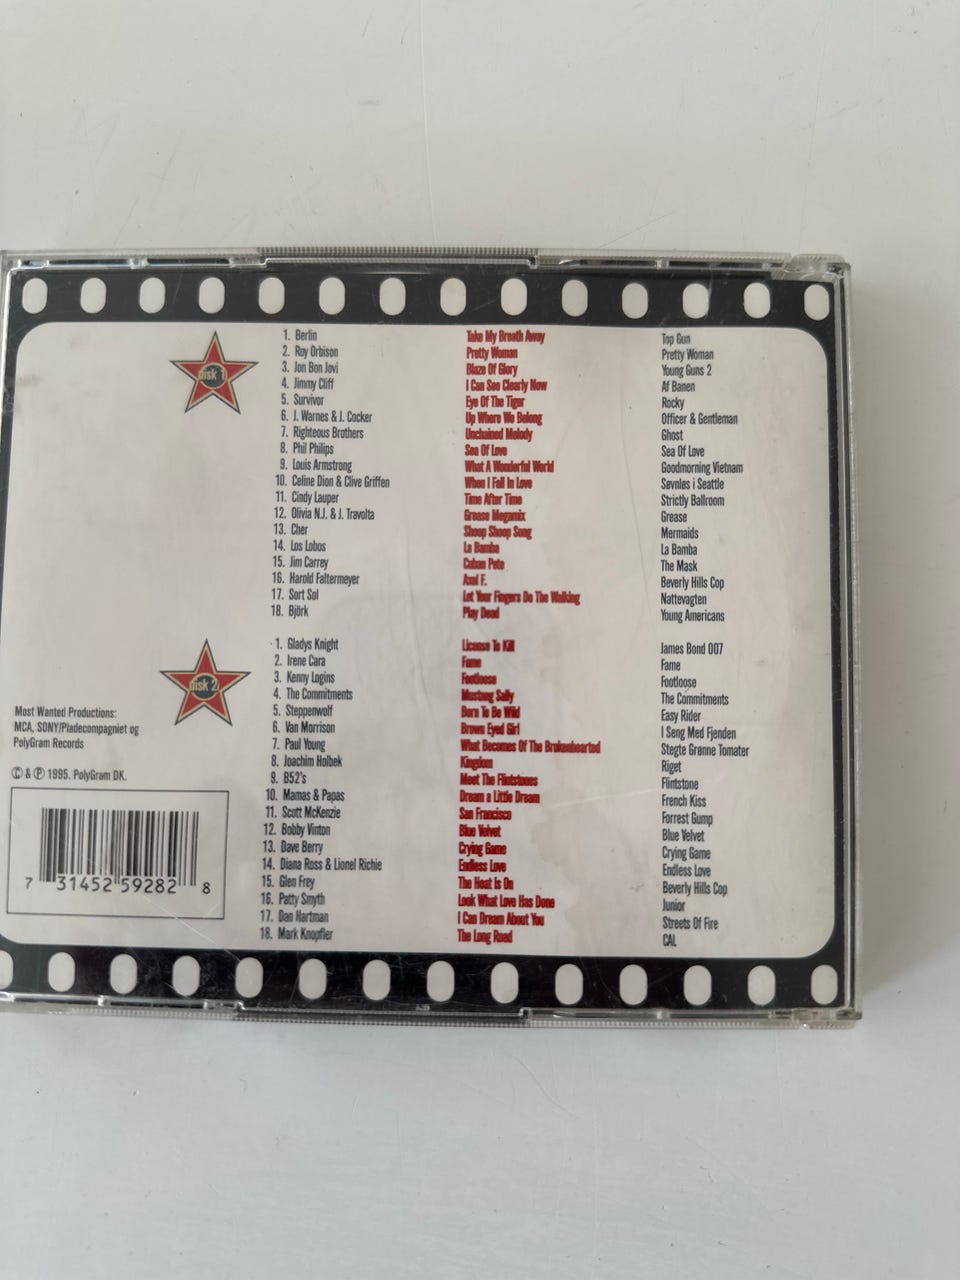 disk 1
1. Berlin Take My Breath Away Top Gun
2. Roy Orbison Pretty Woman Pretty Woman
3. Jon Bon Jovi Blaze Of Glory Young Guns 2
4. Jimmy Cliff I Can See Clearly Now Af Banen
5. Survivor Eye Of The Tiger Rocky
6. J. Warnes & J. Cocker Up Where We Belong Officer & Gentleman
7. Righteous Brothers Unchained Melody Ghost
8. Phil Philips Sea Of Love Sea Of Love
9. Louis Armstrong What A Wonderful World Goodmorning Vietnam
10. Celine Dion & Clive Griffen When I Fall In Love Søvnløs i Seattle
11. Cindy Lauper Time After Time Strictly Ballroom
12. Olivia N.J. & J. Travolta Grease Megamix Grease
13. Cher Shoop Shoop Song Mermaids
14. Los Lobos La Bamba La Bamba
15. Jim Carrey Cuban Pete The Mask
16. Harold Faltermeyer Axel F. Beverly Hills Cop
17. Sort Sol Let Your Fingers Do The Walking Nattevagten
18. Björk Play Dead Young Americans
disk 2
1. Gladys Knight License To Kill James Bond 007
2. Irene Cara Fame Fame
3. Kenny Logins Footloose Footloose
4. The Commitments Mustang Sally The Commitments
5. Steppenwolf Born To Be Wild Easy Rider
6. Van Morrison Brown Eyed Girl I Seng Med Fjenden
7. Paul Young What Becomes Of The Brokenhearted Stegte Grønne Tomater
8. Joachim Holbek Kingdom Riget
9. B52's Meet The Flintstones Flintstone
10. Mamas & Papas Dream a Little Dream French Kiss
11. Scott McKenzie San Francisco Forrest Gump
12. Bobby Vinton Blue Velvet Blue Velvet
13. Dave Berry Crying Game Crying Game
14. Diana Ross & Lionel Richie Endless Love Endless Love
15. Glen Frey The Heat Is On Beverly Hills Cop
16. Patty Smyth Look What Love Has Done Junior
17. Dan Hartman I Can Dream About You Streets Of Fire
18. Mark Knopfler The Long Road CAL
Most Wanted Productions:
MCA, SONY/Pladecompagniet og
PolyGram Records
© & ℗ 1995. PolyGram DK.
7 31452 59282 8